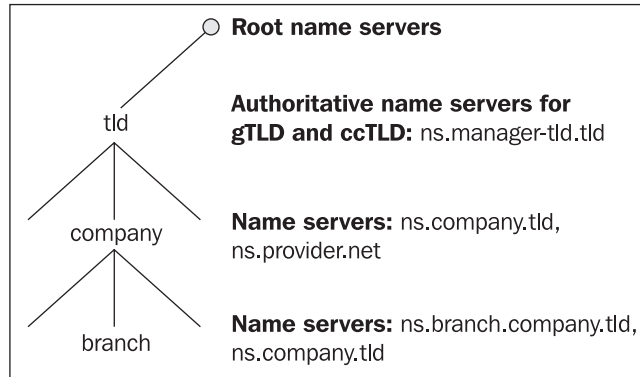 Root name servers
tld
Authoritative name servers for
gTLD and ccTLD: ns.manager-tld.tld
company
Name servers: ns.company.tld,
ns.provider.net
branch
Name servers: ns.branch.company.tld,
ns.company.tld